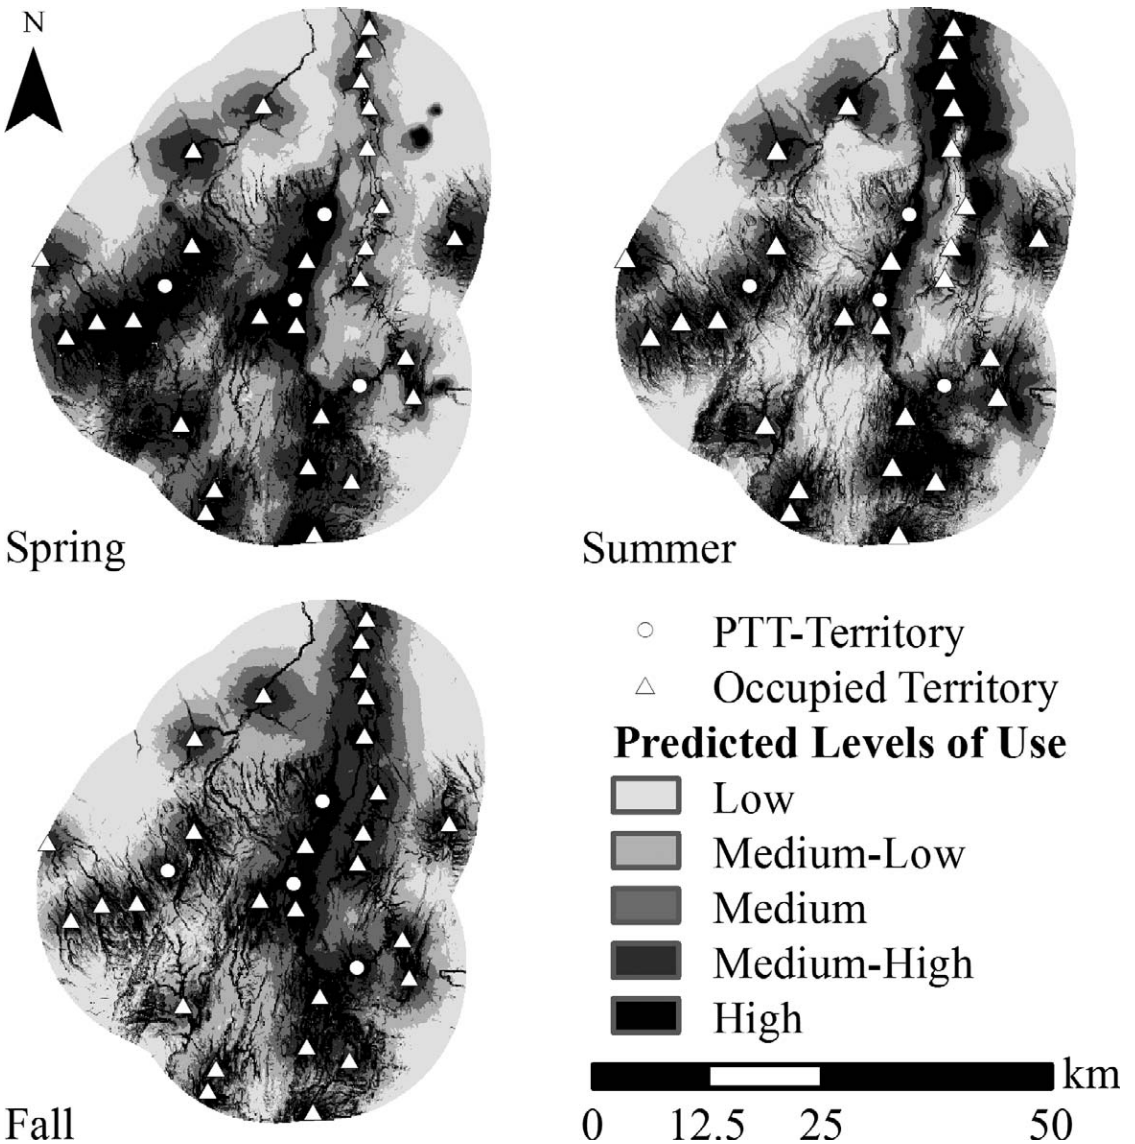 N
Spring
Summer
PTT-Territory
Occupied Territory
Predicted Levels of Use
Low
Medium-Low
Medium
Medium-High
High
km
0 12.5 25 50
Fall